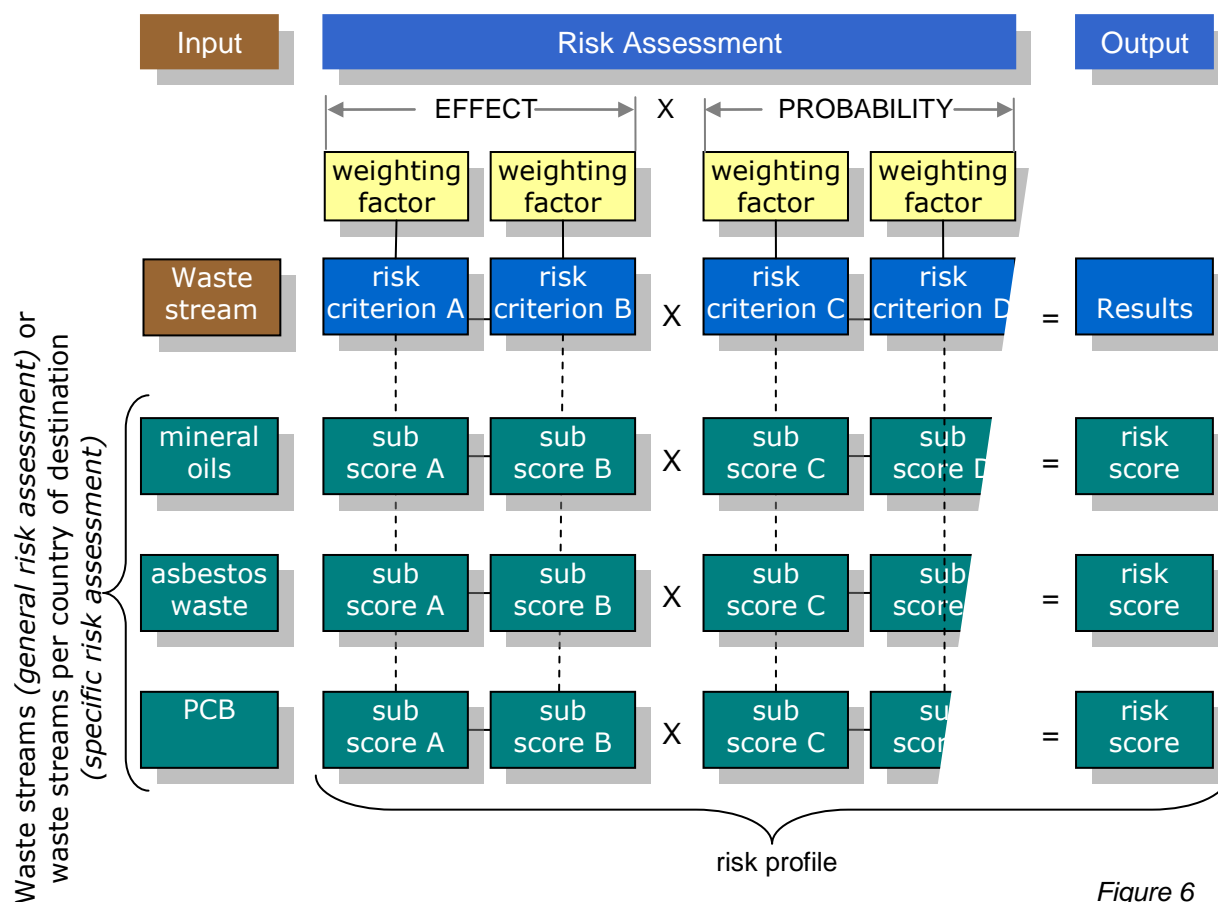 Input
Risk Assessment
Output
EFFECT X PROBABILITY
weighting
factor
weighting
factor
weighting
factor
weighting
factor
Waste
stream
risk
criterion A
risk
criterion B
X
risk
criterion C
risk
criterion D
=
Results
Waste streams (general risk assessment) or
waste streams per country of destination
(specific risk assessment)
mineral
oils
sub
score A
sub
score B
X
sub
score C
sub
score D
=
risk
score
asbestos
waste
sub
score A
sub
score B
X
sub
score C
sub
score
=
risk
score
PCB
sub
score A
sub
score B
X
sub
score C
=
risk
score
risk profile
Figure 6